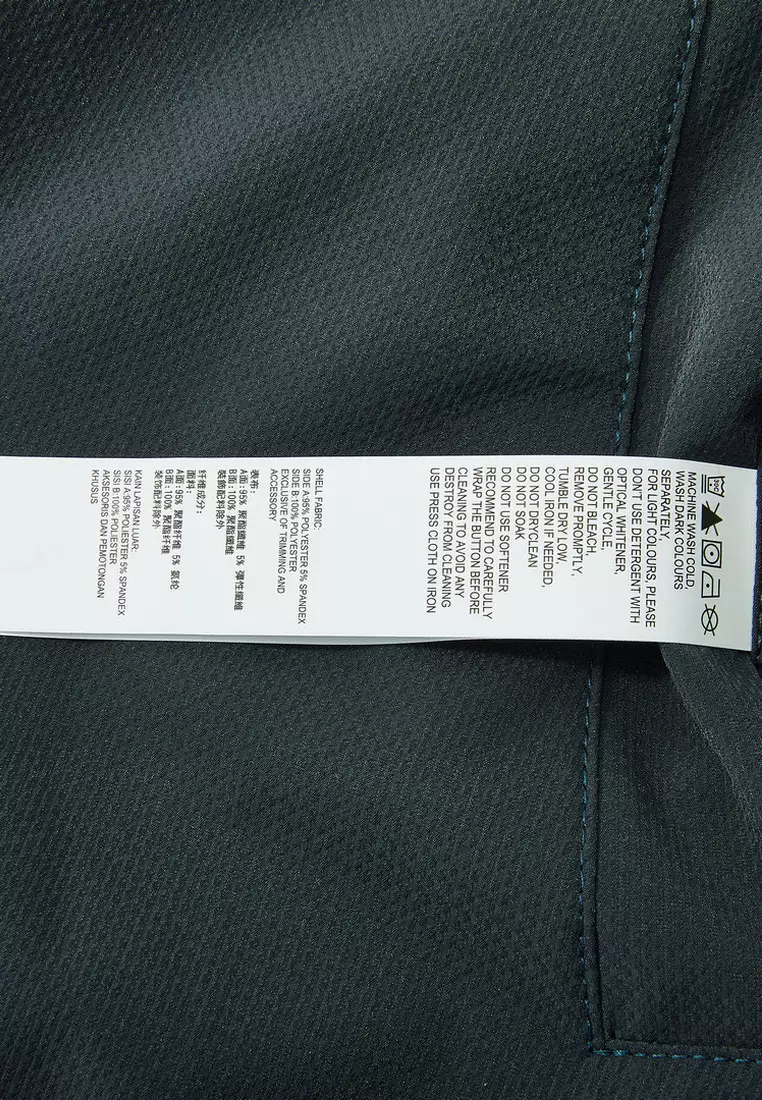 30C
MACHINE WASH COLD,
WASH DARK COLOURS
SEPARATELY,
FOR LIGHT COLOURS, PLEASE
DON'T USE DETERGENT WITH
OPTICAL WHITENER,
GENTLE CYCLE,
DO NOT BLEACH,
REMOVE PROMPTLY,
TUMBLE DRY LOW,
COOL IRON IF NEEDED,
DO NOT DRYCLEAN
DO NOT SOAK
DO NOT USE SOFTENER
RECOMMEND TO CAREFULLY
WRAP THE BUTTON BEFORE
CLEANING TO AVOID ANY
DESTROY FROM CLEANING
USE PRESS CLOTH ON IRON
SHELL FABRIC:
SIDE A:95% POLYESTER 5% SPANDEX
SIDE B:100% POLYESTER
EXCLUSIVE OF TRIMMING AND
ACCESSORY
表布:
A面:95% 聚酯纖維 5% 彈性纖維
B面:100% 聚酯纖維
裝飾配料除外
纤维成分:
面料:
A面:95% 聚酯纤维 5% 氨纶
B面:100% 聚酯纤维
装饰配料除外
KAIN LAPISAN LUAR:
SISI A:95% POLIESTER 5% SPANDEX
SISI B:100% POLIESTER
AKSESORIS DAN PEMOTONGAN
KHUSUS